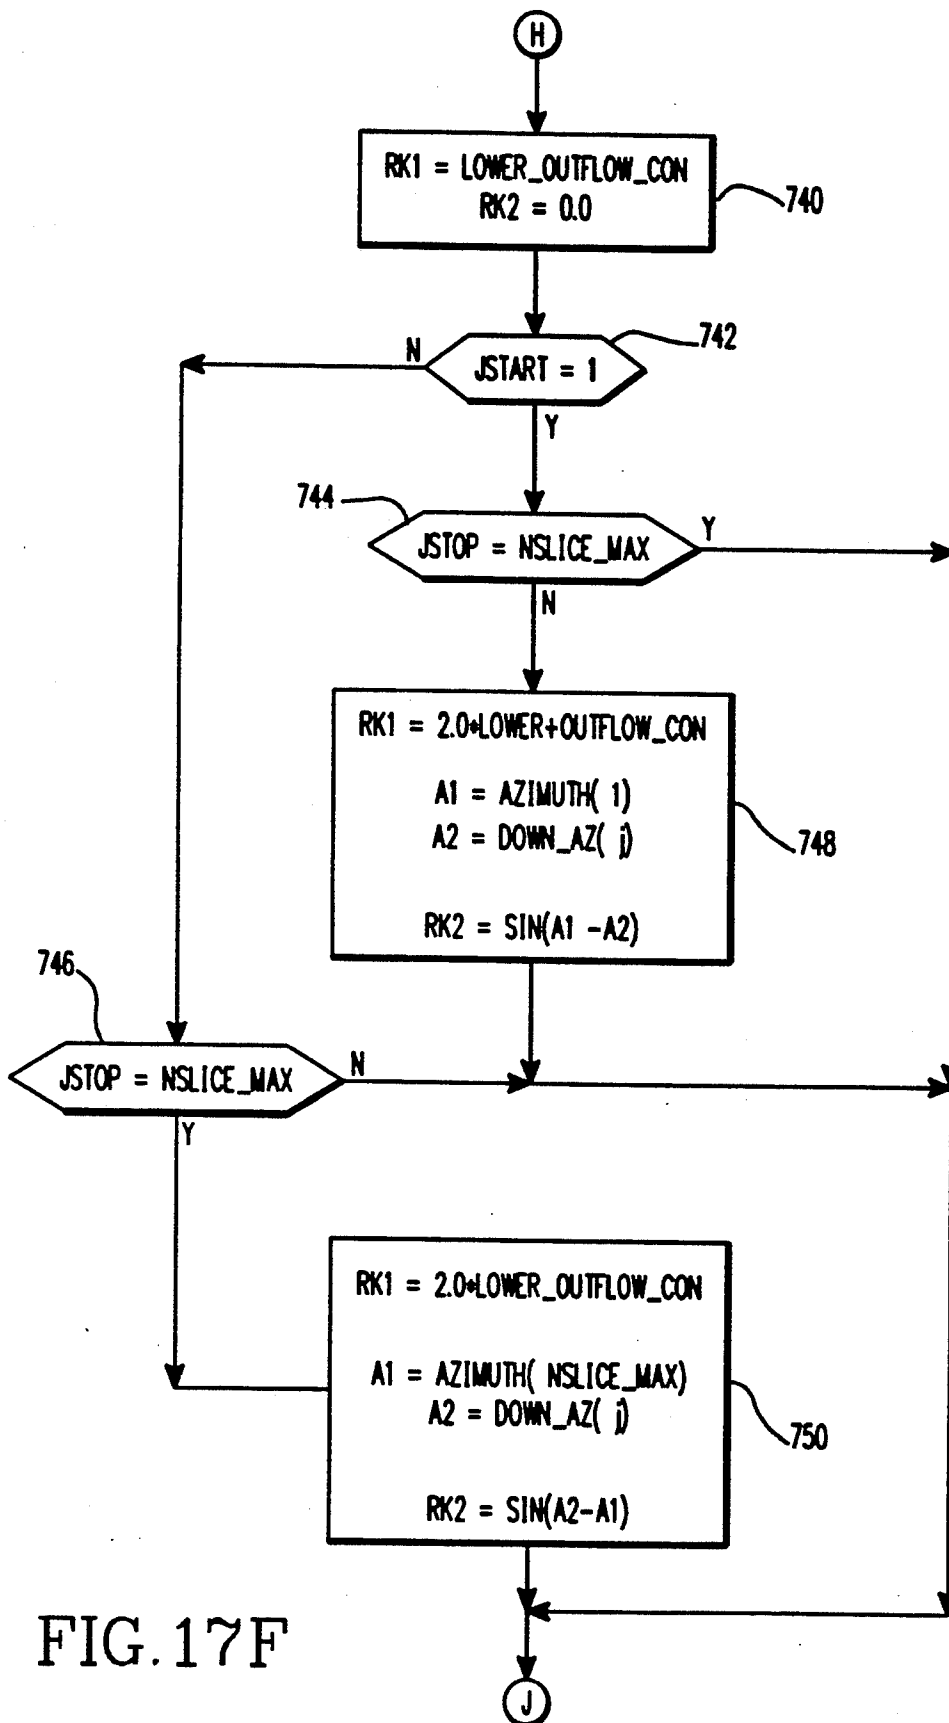 H
RK1 = LOWER_OUTFLOW_CON
RK2 = 0.0
740
JSTART = 1
742
N
Y
744
JSTOP = NSLICE_MAX
Y
N
RK1 = 2.0*LOWER+OUTFLOW_CON
A1 = AZIMUTH( 1)
A2 = DOWN_AZ( j)
RK2 = SIN(A1 -A2)
748
746
JSTOP = NSLICE_MAX
N
Y
RK1 = 2.0*LOWER_OUTFLOW_CON
A1 = AZIMUTH( NSLICE_MAX)
A2 = DOWN_AZ( j)
RK2 = SIN(A2-A1)
750
FIG. 17F
J